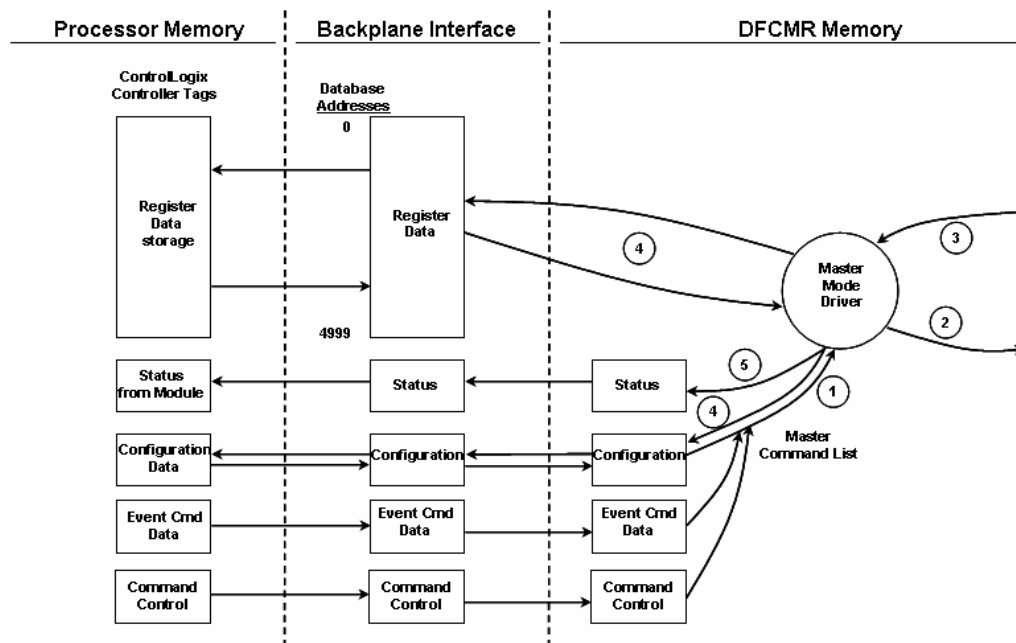 Processor Memory
Backplane Interface
DFCMR Memory
ControlLogix
Controller Tags
Database
Addresses
0
Register
Data
storage
Register
Data
4
3
Master
Mode
Driver
2
4999
Status
from Module
Status
Status
5
1
4
Configuration
Data
Configuration
Configuration
Master
Command List
Event Cmd
Data
Event Cmd
Data
Event Cmd
Data
Command
Control
Command
Control
Command
Control